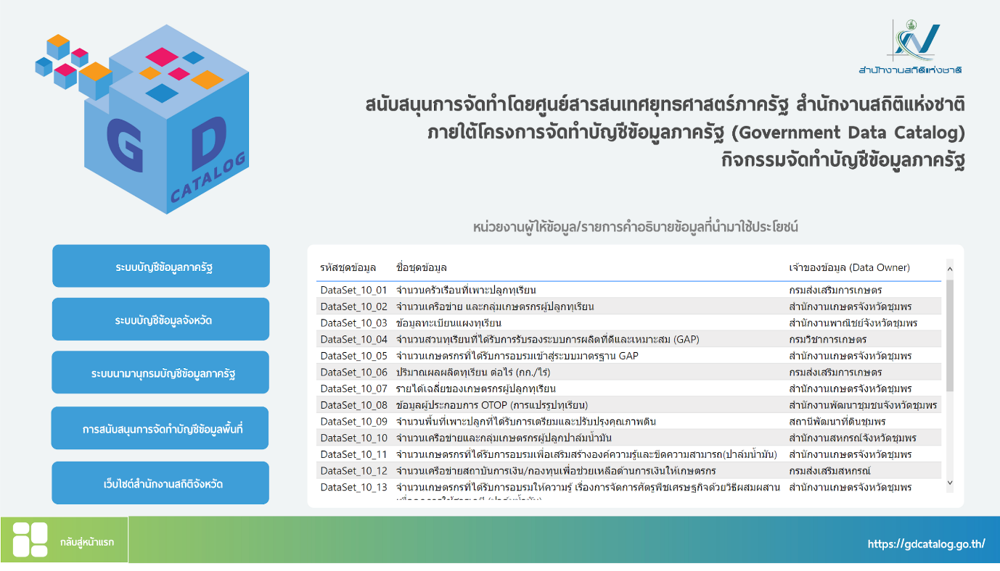 G D
CATALOG
สำนักงานสถิติแห่งชาติ
สนับสนุนการจัดทำโดยศูนย์สารสนเทศยุทธศาสตร์ภาครัฐ สำนักงานสถิติแห่งชาติ
ภายใต้โครงการจัดทำบัญชีข้อมูลภาครัฐ (Government Data Catalog)
กิจกรรมจัดทำบัญชีข้อมูลภาครัฐ
ระบบบัญชีข้อมูลภาครัฐ
ระบบบัญชีข้อมูลจังหวัด
ระบบนามานุกรมบัญชีข้อมูลภาครัฐ
การสนับสนุนการจัดทำบัญชีข้อมูลพื้นที่
เว็บไซต์สำนักงานสถิติจังหวัด
หน่วยงานผู้ให้ข้อมูล/รายการคำอธิบายข้อมูลที่นำมาใช้ประโยชน์
รหัสชุดข้อมูล ชื่อชุดข้อมูล เจ้าของข้อมูล (Data Owner)
DataSet_10_01 จำนวนครัวเรือนที่เพาะปลูกทุเรียน กรมส่งเสริมการเกษตร
DataSet_10_02 จำนวนเครือข่าย และกลุ่มเกษตรกรผู้ปลูกทุเรียน สำนักงานเกษตรจังหวัดชุมพร
DataSet_10_03 ข้อมูลทะเบียนแผงทุเรียน สำนักงานพาณิชย์จังหวัดชุมพร
DataSet_10_04 จำนวนสวนทุเรียนที่ได้รับการรับรองระบบการผลิตที่ดีและเหมาะสม (GAP) กรมวิชาการเกษตร
DataSet_10_05 จำนวนเกษตรกรที่ได้รับการอบรมเข้าสู่ระบบมาตรฐาน GAP สำนักงานเกษตรจังหวัดชุมพร
DataSet_10_06 ปริมาณผลผลิตทุเรียน ต่อไร่ (กก./ไร่) กรมส่งเสริมการเกษตร
DataSet_10_07 รายได้เฉลี่ยของเกษตรกรผู้ปลูกทุเรียน สำนักงานเกษตรจังหวัดชุมพร
DataSet_10_08 ข้อมูลผู้ประกอบการ OTOP (การแปรรูปทุเรียน) สำนักงานพัฒนาชุมชนจังหวัดชุมพร
DataSet_10_09 จำนวนพื้นที่เพาะปลูกที่ได้รับการเตรียมและปรับปรุงคุณภาพดิน สถานีพัฒนาที่ดินชุมพร
DataSet_10_10 จำนวนเครือข่ายและกลุ่มเกษตรกรผู้ปลูกปาล์มน้ำมัน สำนักงานสหกรณ์จังหวัดชุมพร
DataSet_10_11 จำนวนเกษตรกรที่ได้รับการอบรมเพื่อเสริมสร้างองค์ความรู้และขีดความสามารถ(ปาล์มน้ำมัน) สำนักงานเกษตรจังหวัดชุมพร
DataSet_10_12 จำนวนเครือข่ายสถาบันการเงิน/กองทุนเพื่อช่วยเหลือด้านการเงินให้เกษตรกร กรมส่งเสริมสหกรณ์
DataSet_10_13 จำนวนเกษตรกรที่ได้รับการอบรมให้ความรู้ เรื่องการจัดการศัตรูพืชเศรษฐกิจด้วยวิธีผสมผสาน สำนักงานเกษตรจังหวัดชุมพร
กลับสู่หน้าแรก
https://gdcatalog.go.th/